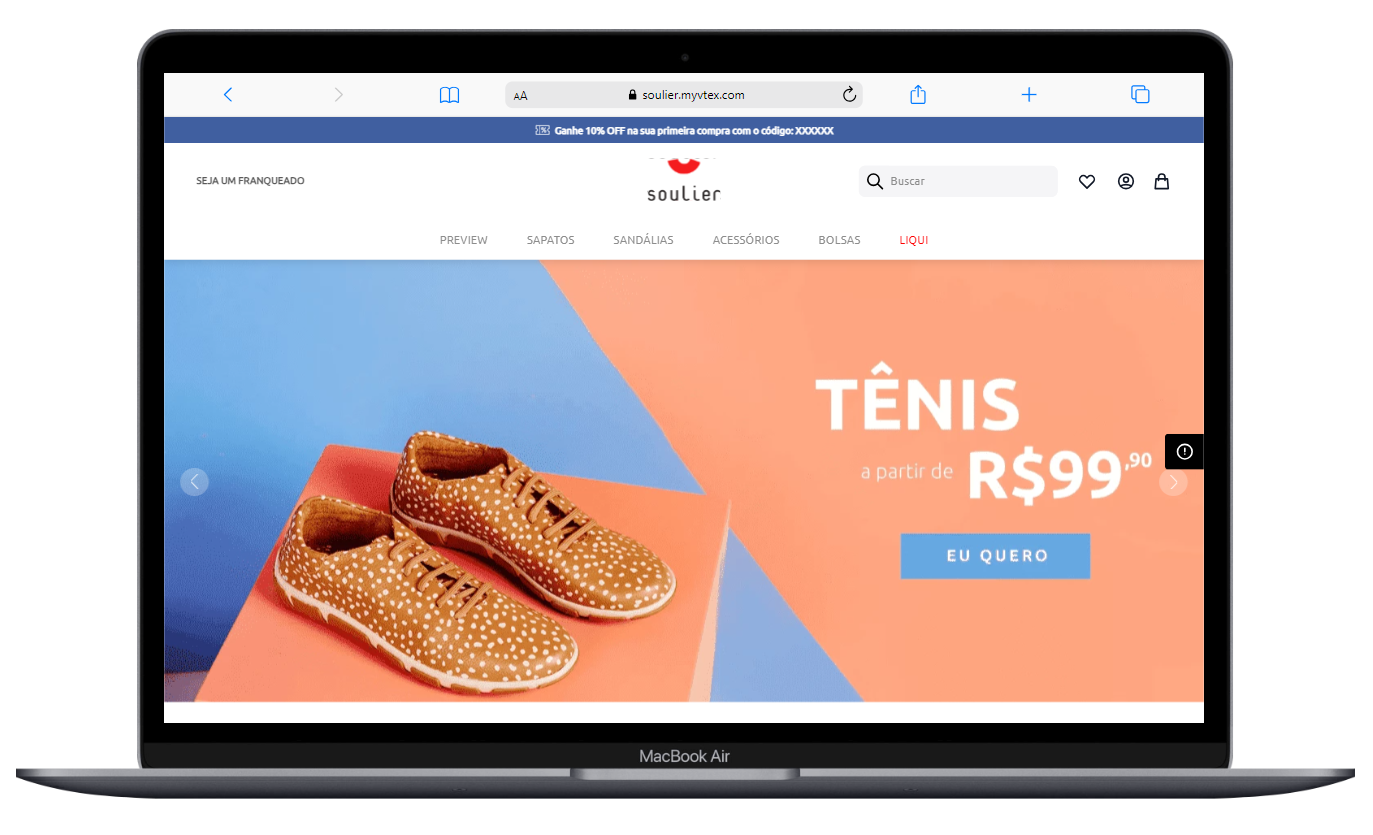 AA soulier.myvtex.com
Ganhe 10% OFF na sua primeira compra com o código: XXXXXX
SEJA UM FRANQUEADO
soulier
Buscar
PREVIEW SAPATOS SANDÁLIAS ACESSÓRIOS BOLSAS LIQUI
TÊNIS
a partir de R$99,90
EU QUERO
MacBook Air